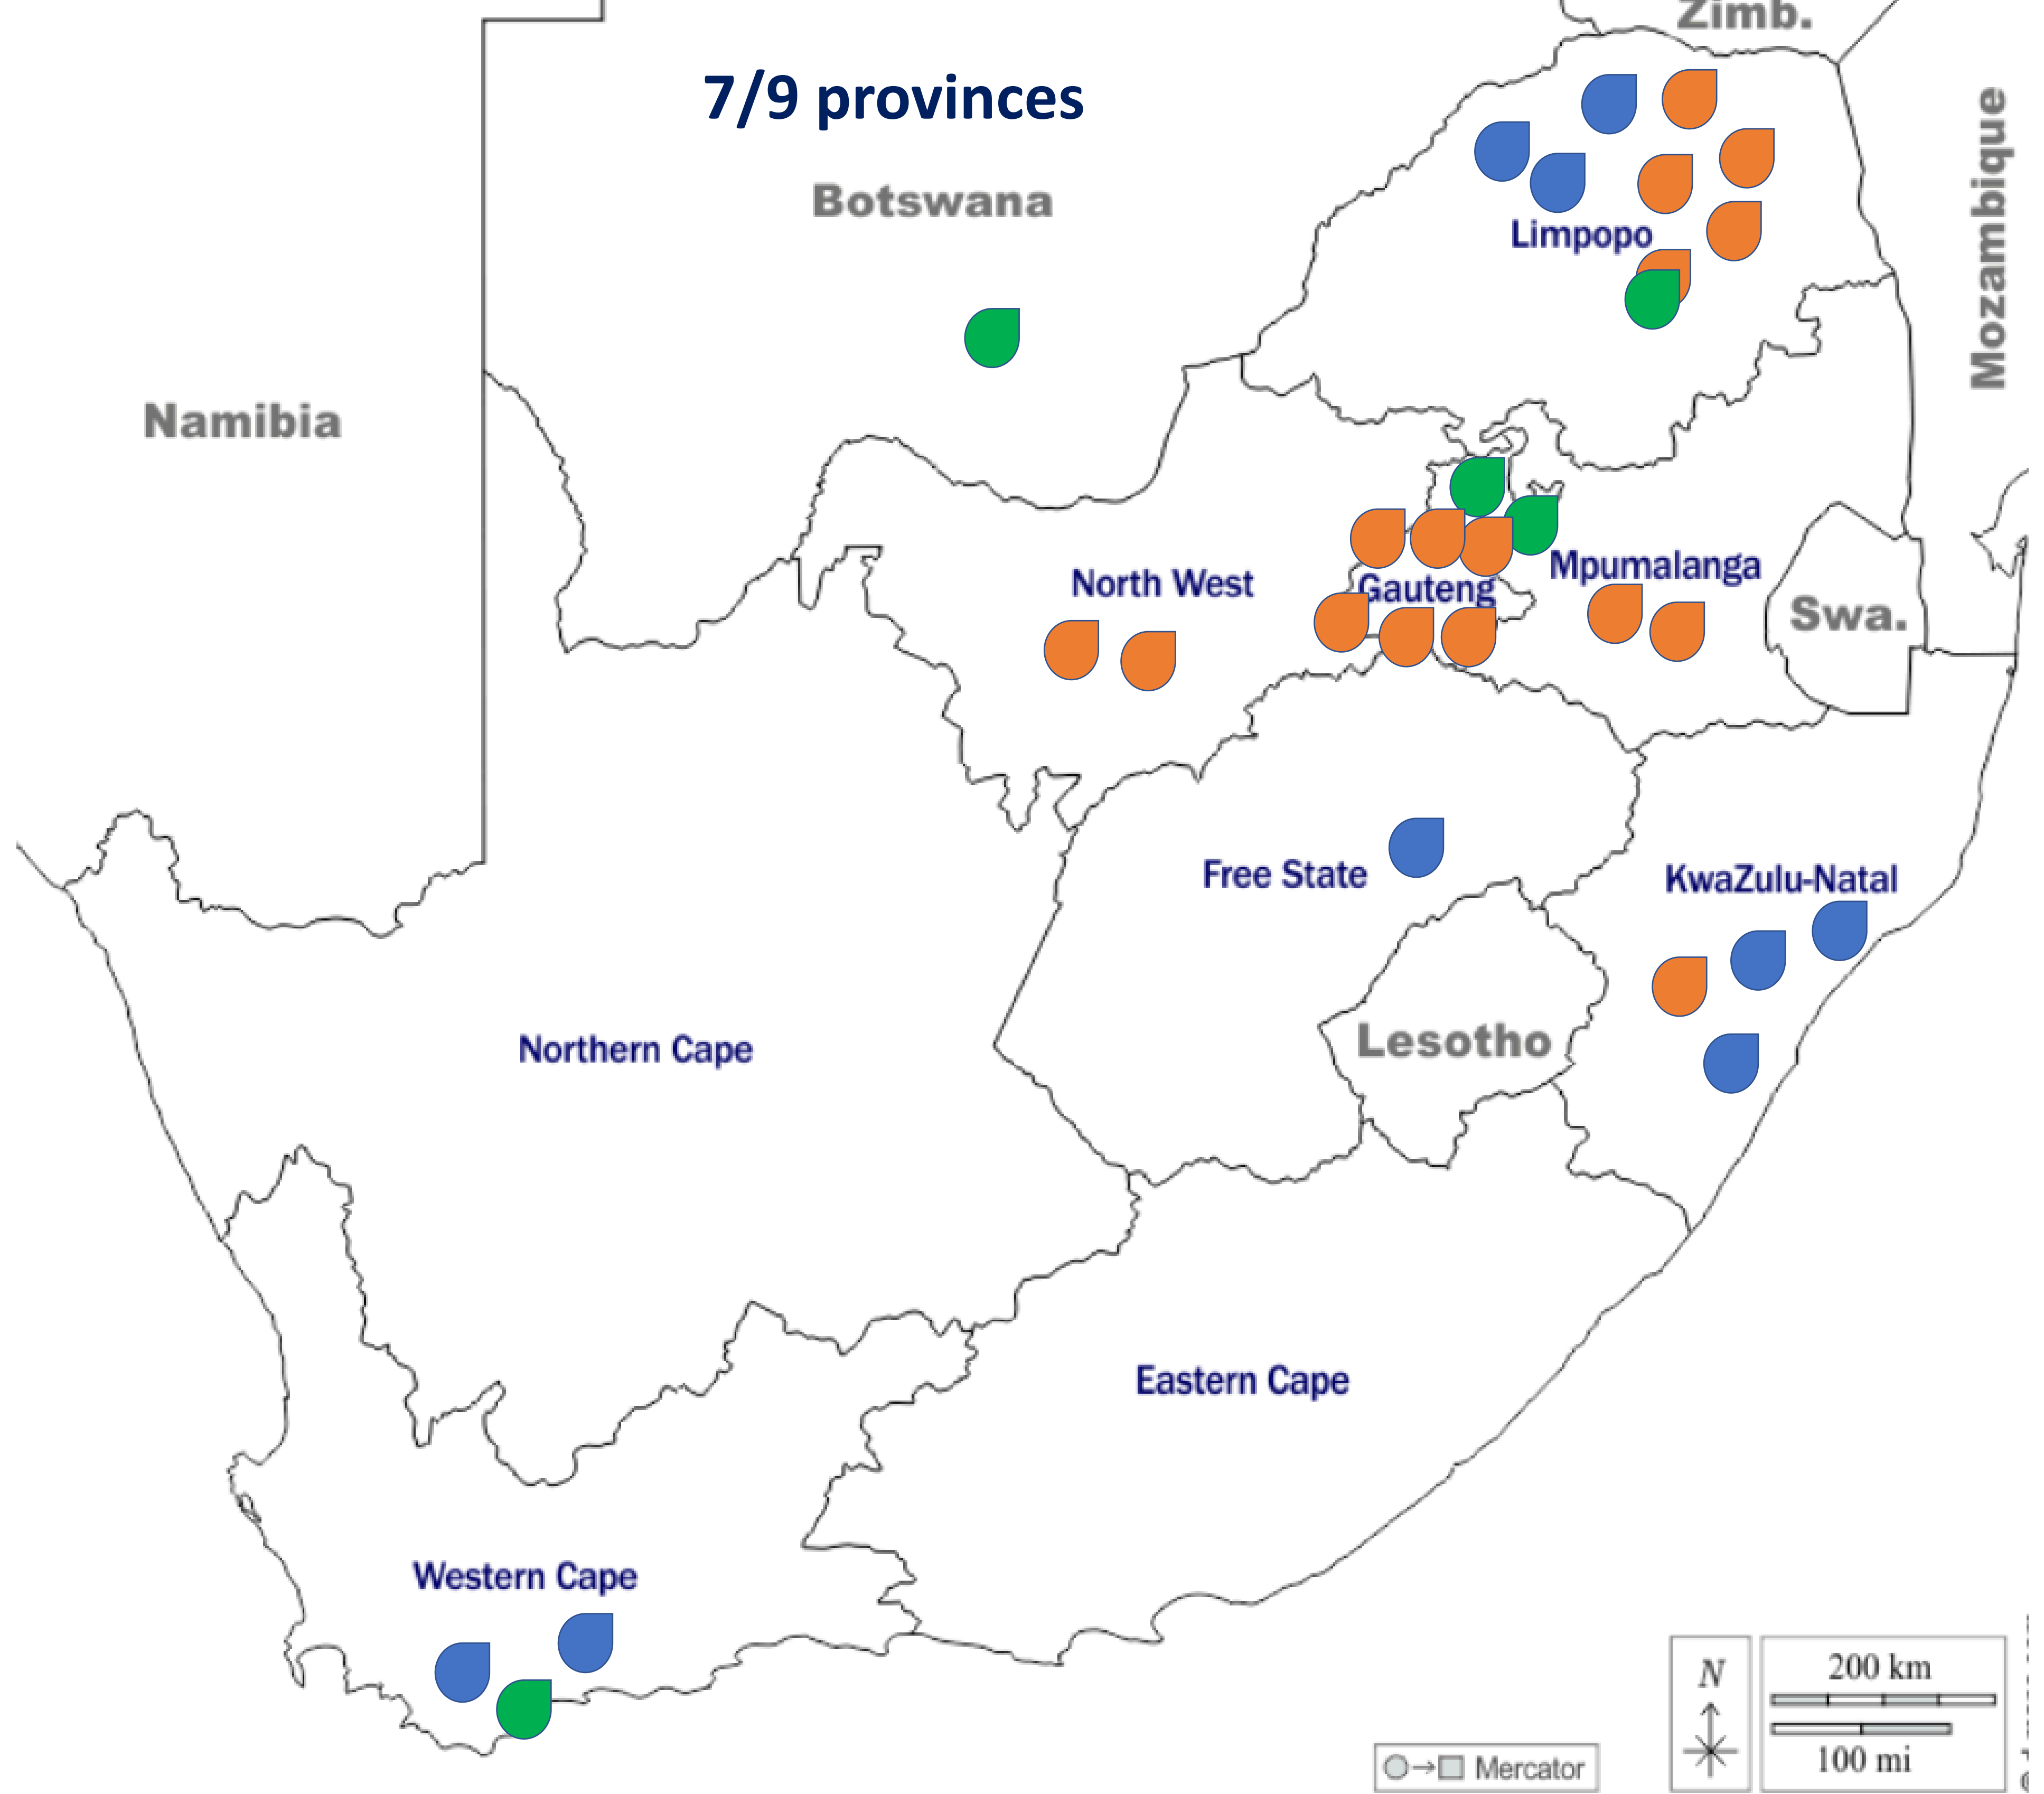 Zimb.
7/9 provinces
Mozambique
Botswana
Limpopo
Namibia
Mpumalanga
North West
Gauteng
Swa.
Free State
KwaZulu-Natal
Lesotho
Northern Cape
Eastern Cape
Western Cape
N
200 km
100 mi
Mercator